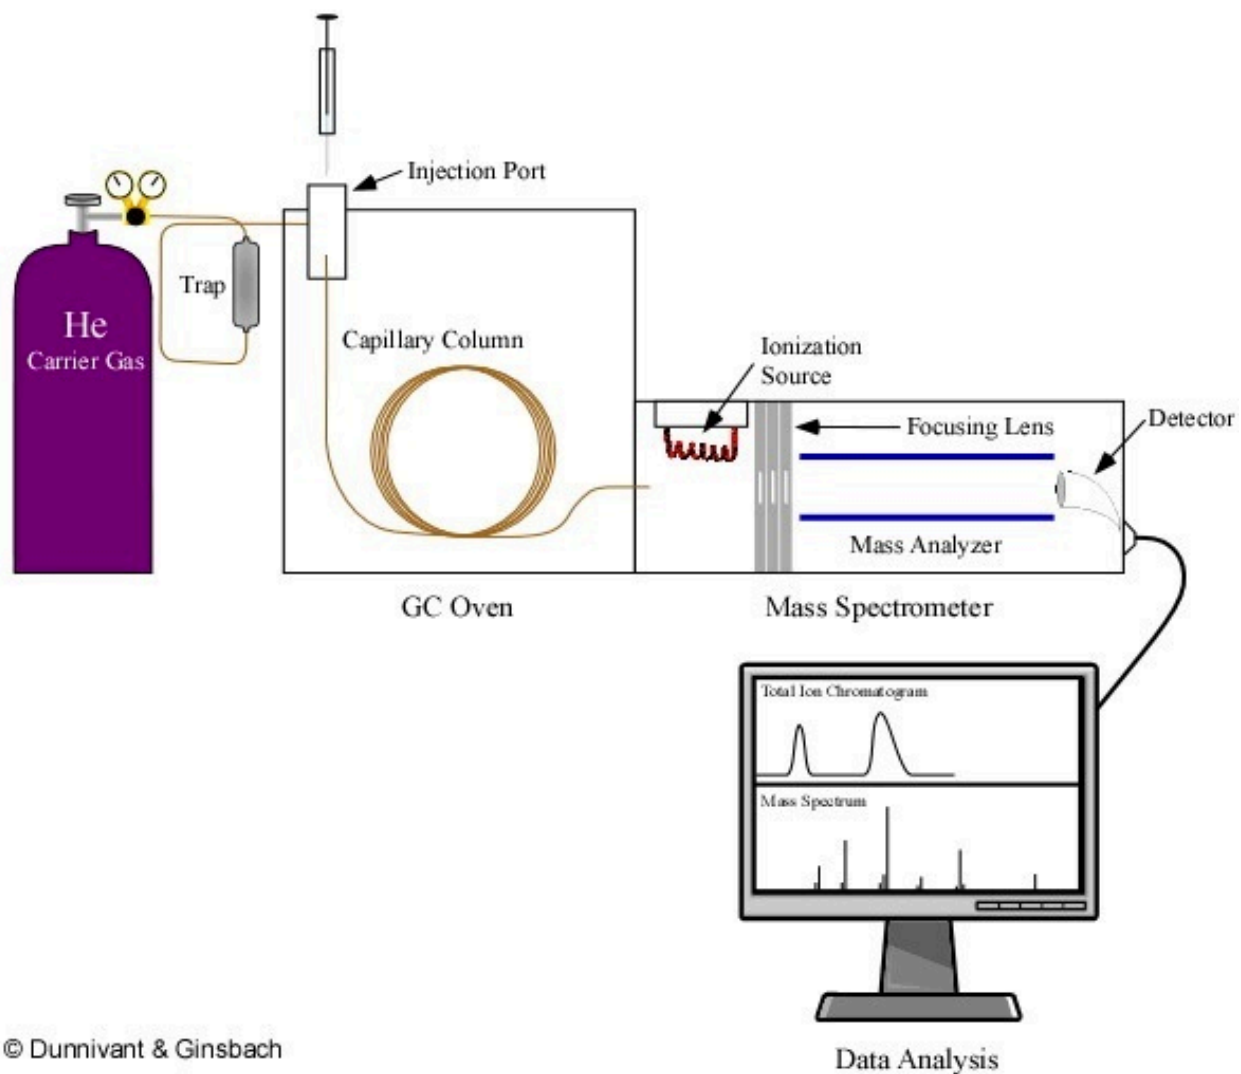 Injection Port
Trap
He
Carrier Gas
Capillary Column
Ionization
Source
Focusing Lens
Detector
Mass Analyzer
GC Oven
Mass Spectrometer
Total Ion Chromatogram
Mass Spectrum
© Dunnivant & Ginsbach
Data Analysis